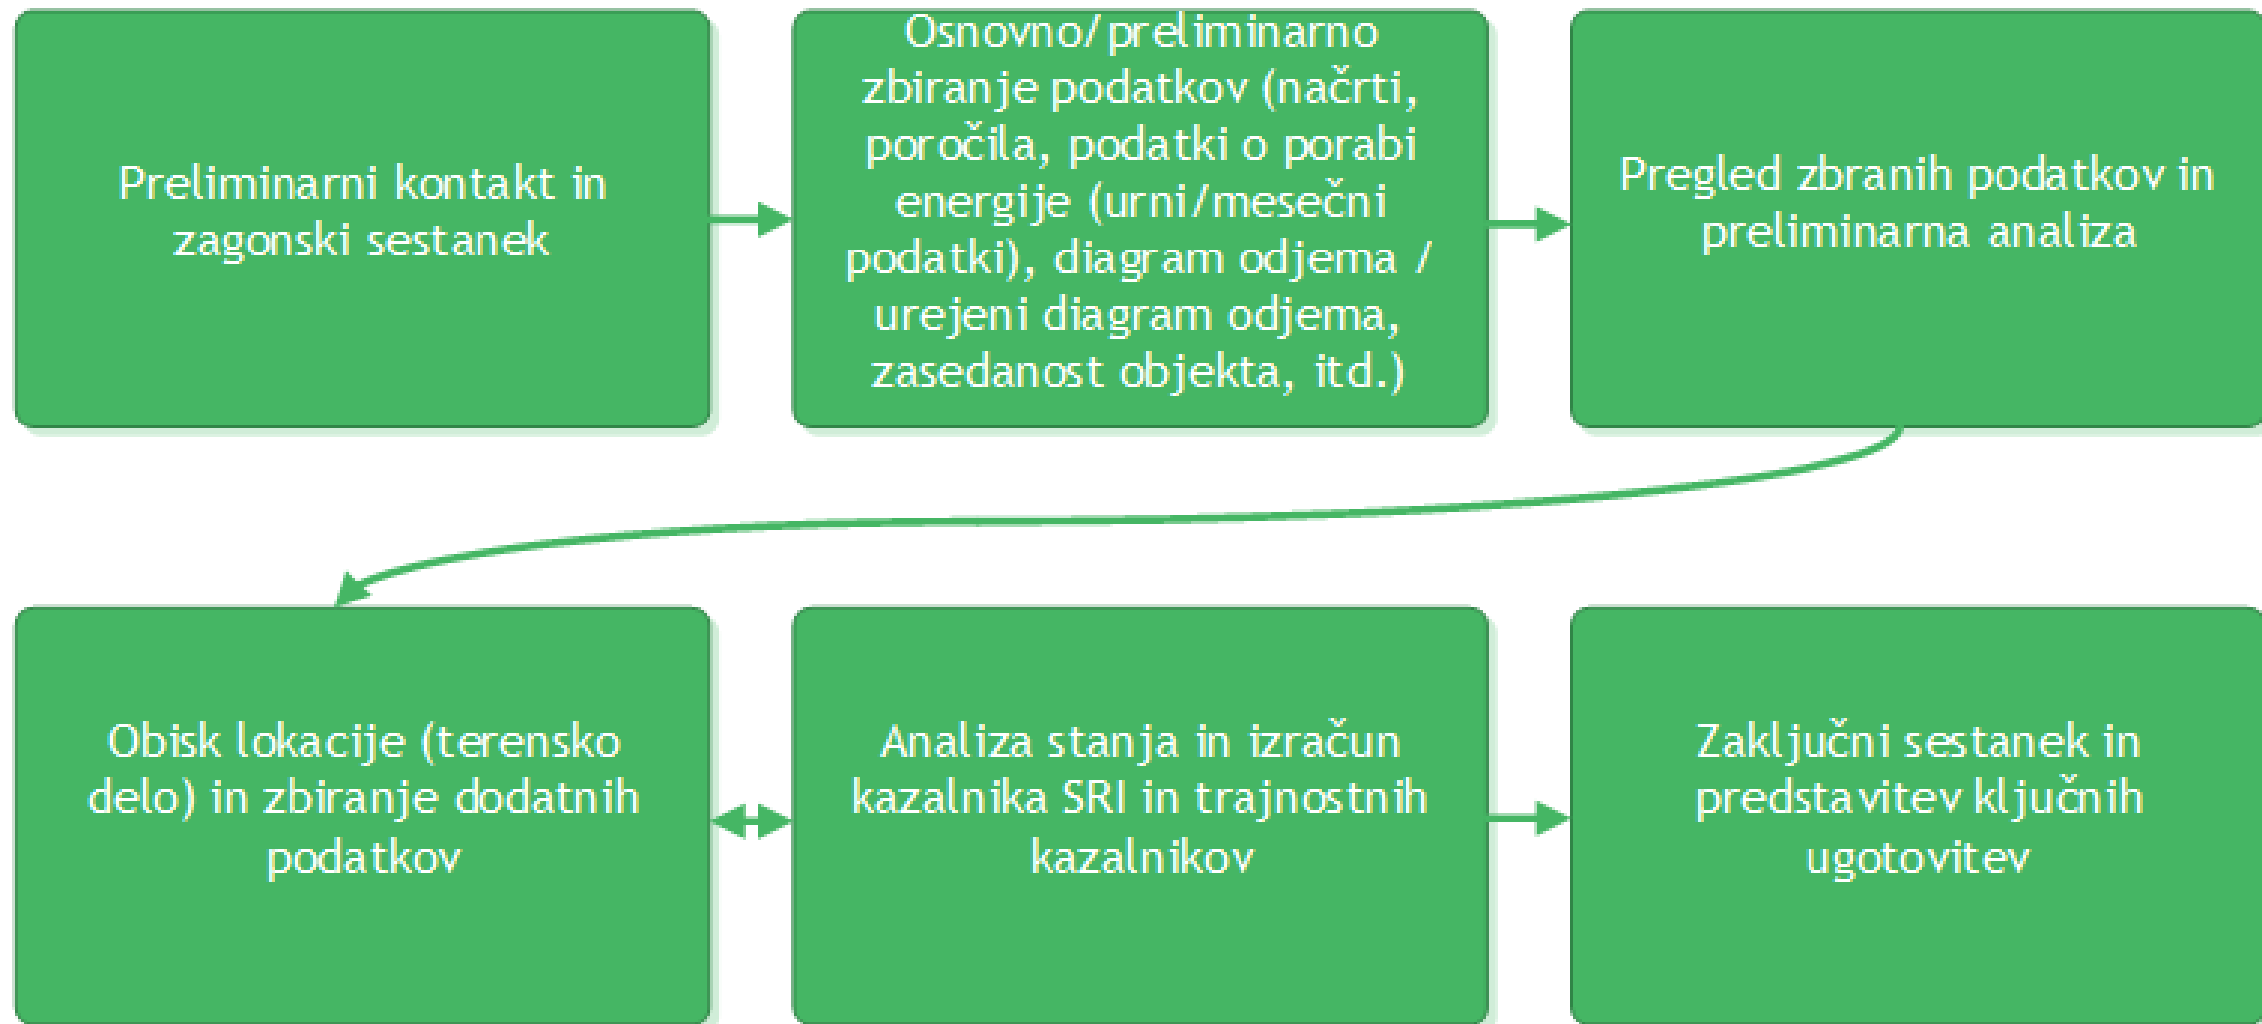 Preliminarni kontakt in
zagonski sestanek
Osnovno/preliminarno
zbiranje podatkov (načrti,
poročila, podatki o porabi
energije (urni/mesečni
podatki), diagram odjema /
urejeni diagram odjema,
zasedanost objekta, itd.)
Pregled zbranih podatkov in
preliminarna analiza
Obisk lokacije (terensko
delo) in zbiranje dodatnih
podatkov
Analiza stanja in izračun
kazalnika SRI in trajnostnih
kazalnikov
Zaključni sestanek in
predstavitev ključnih
ugotovitev